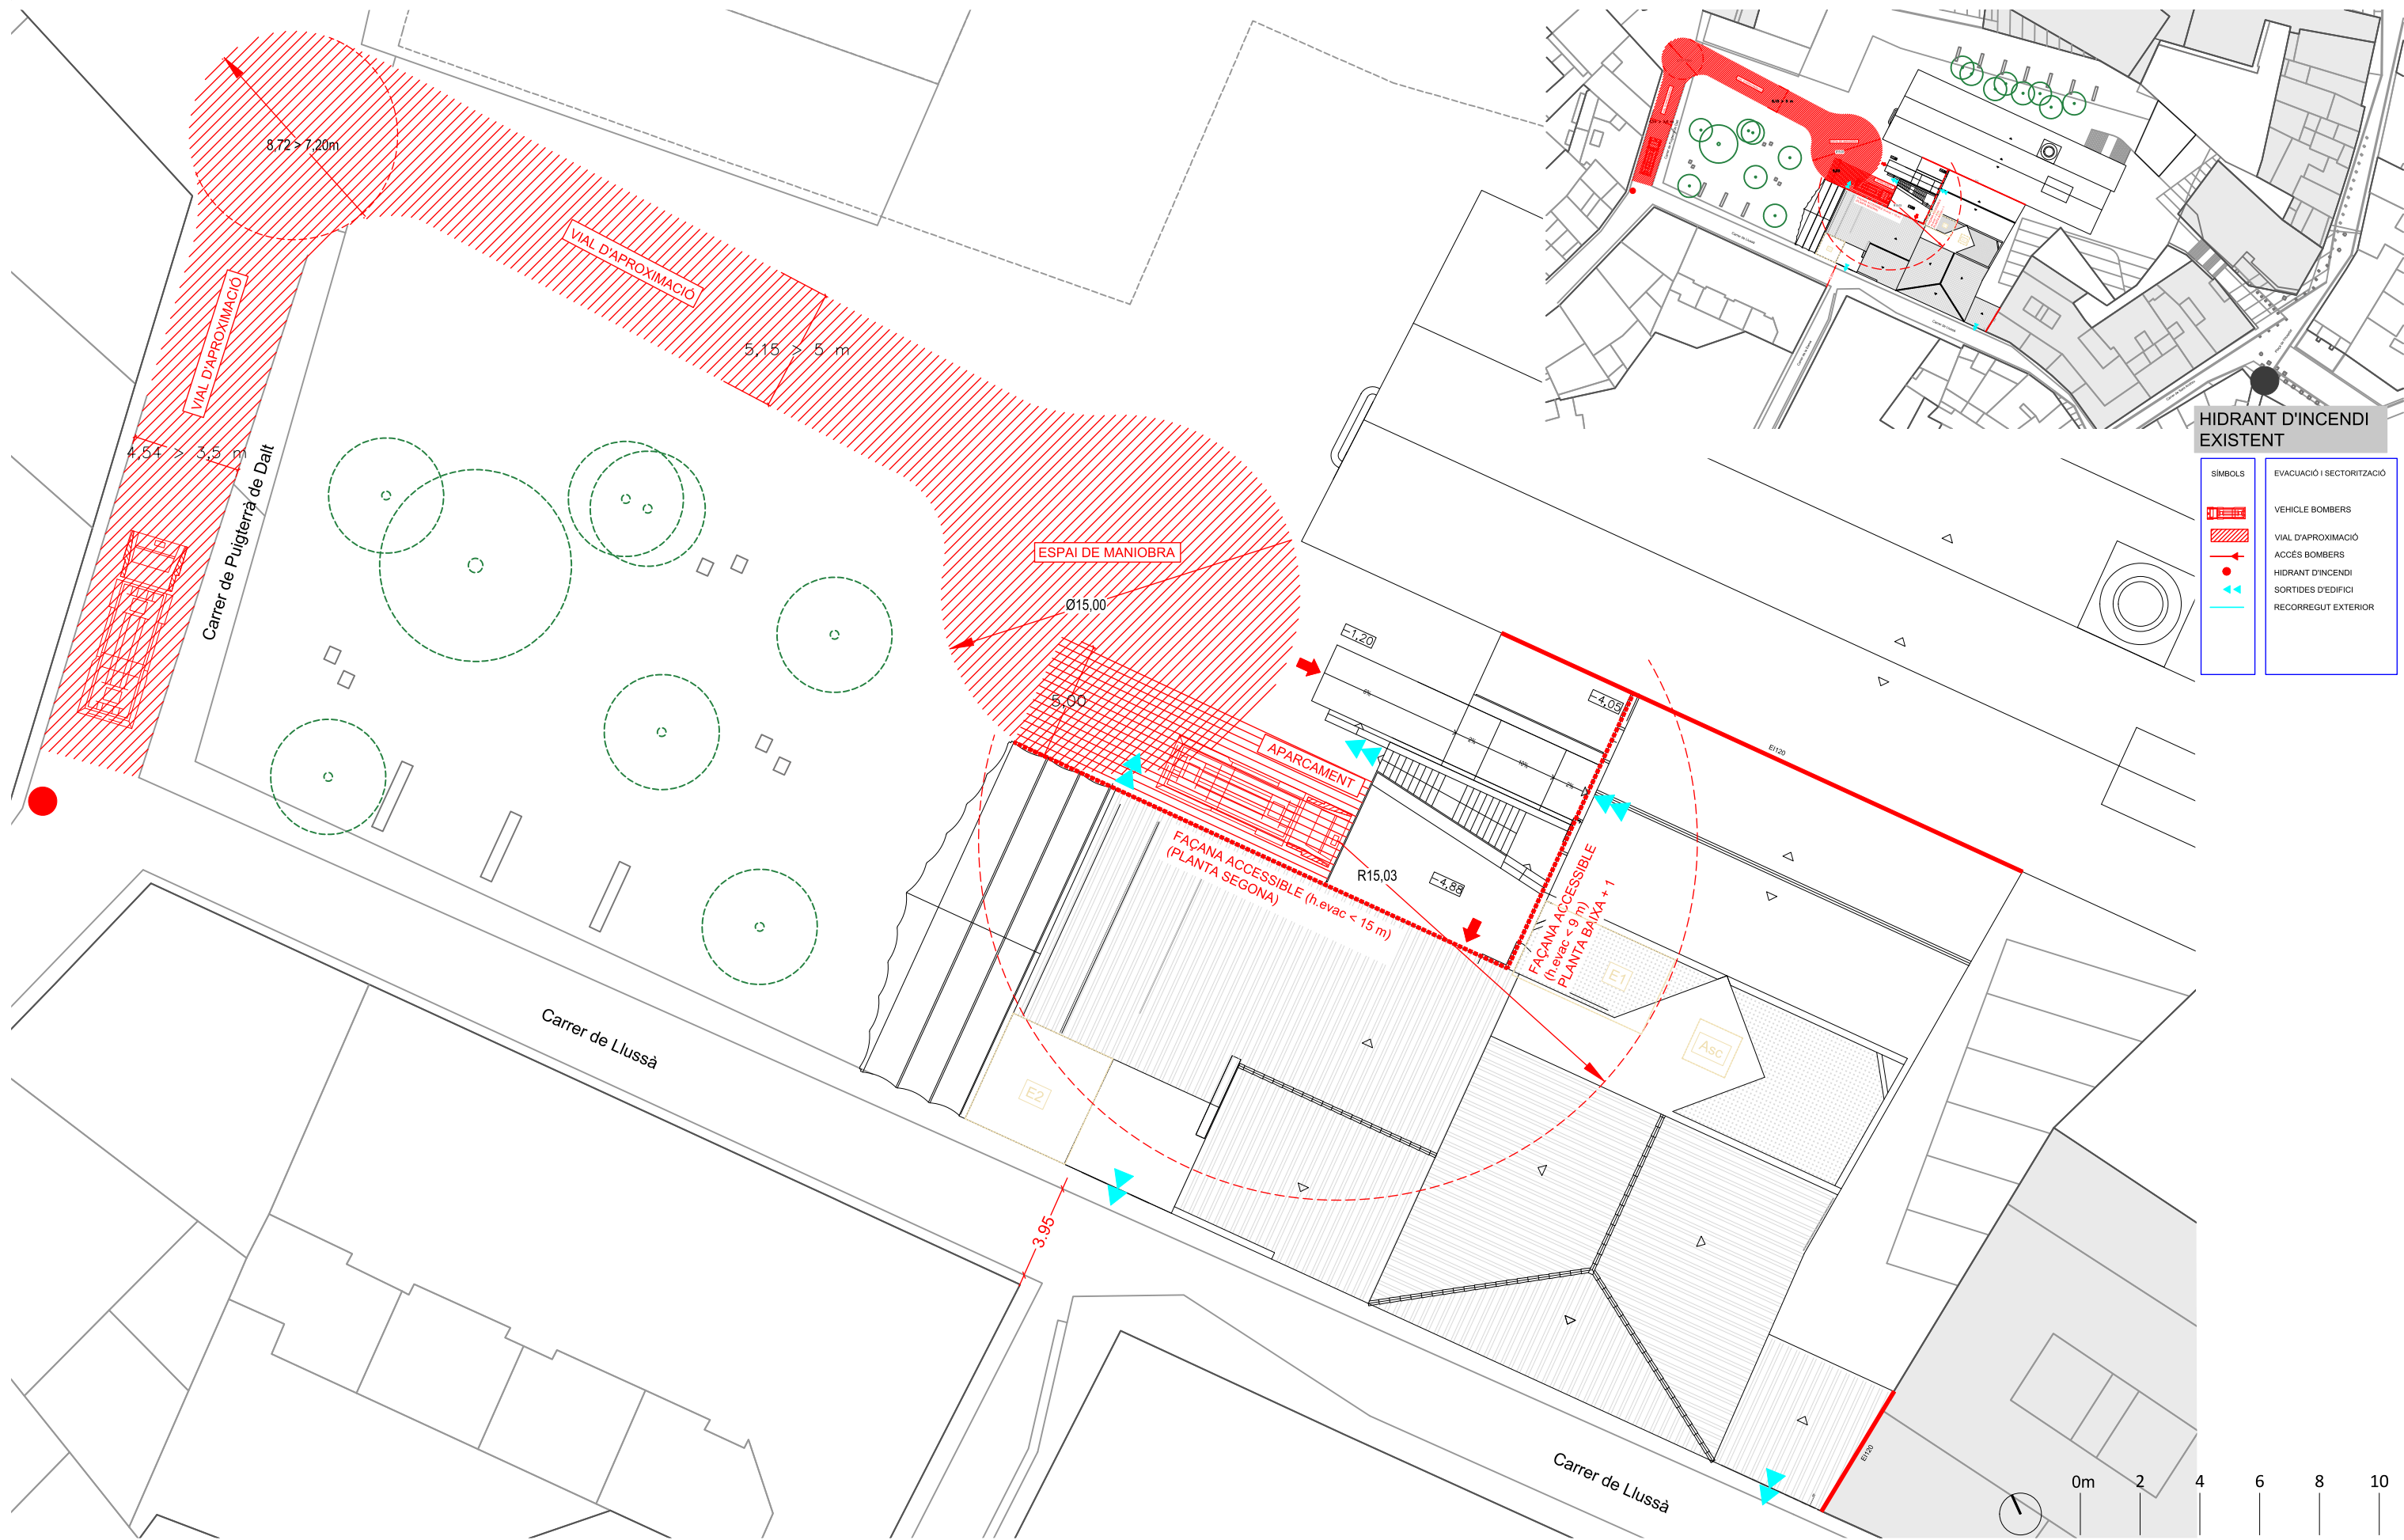 8,72 > 7,20m
VIAL D'APROXIMACIÓ
VIAL D'APROXIMACIÓ
5,15 > 5 m
4,54 > 3,5 m
Carrer de Puigterrà de Dalt
ESPAI DE MANIOBRA
Ø15,00
5,00
APARCAMENT
-1,20
-4,05
EI120
FAÇANA ACCESSIBLE (h.evac < 15 m)
(PLANTA SEGONA)
R15,03
-4,88
FAÇANA ACCESSIBLE
(h.evac < 9 m)
PLANTA BAIXA + 1
E1
Asc
E2
Carrer de Llussà
3.95
Carrer de Llussà
EI120
HIDRANT D'INCENDI
EXISTENT
SÍMBOLS
EVACUACIÓ I SECTORITZACIÓ
VEHICLE BOMBERS
VIAL D'APROXIMACIÓ
ACCÉS BOMBERS
HIDRANT D'INCENDI
SORTIDES D'EDIFICI
RECORREGUT EXTERIOR
0m 2 4 6 8 10